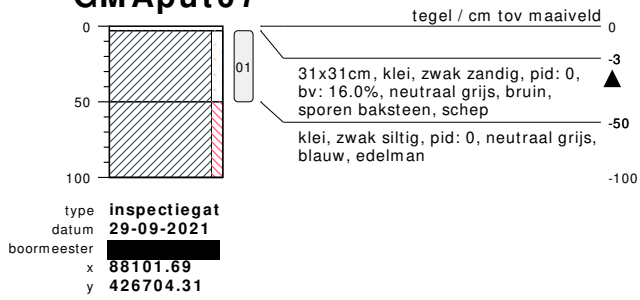 GMAput07
tegel / cm tov maaiveld
0
0
-3
31x31cm, klei, zwak zandig, pid: 0,
bv: 16.0%, neutraal grijs, bruin,
sporen baksteen, schep
01
50
-50
klei, zwak siltig, pid: 0, neutraal grijs,
blauw, edelman
100
-100
type inspectiegat
datum 29-09-2021
boormeester
x 88101.69
y 426704.31